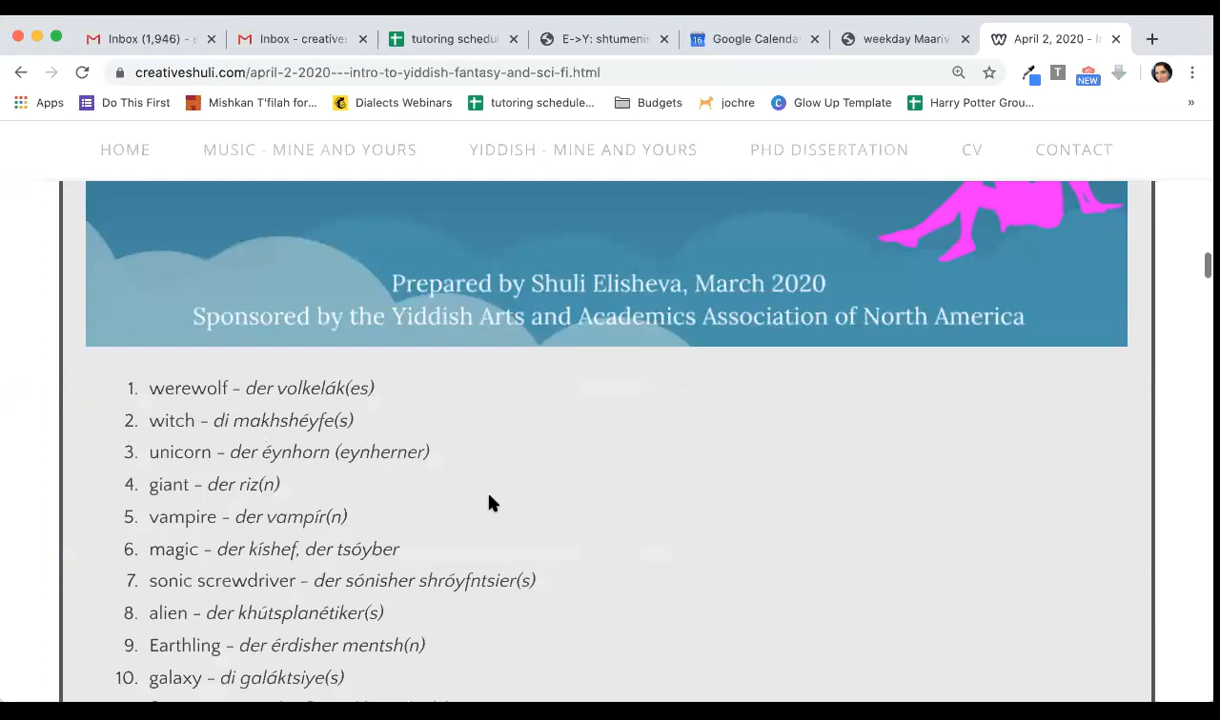 Inbox (1,946) -
Inbox - creatives
tutoring schedul
E->Y: shtumenis
Google Calenda
weekday Maariv
April 2, 2020 - In
creativeshuli.com/april-2-2020---intro-to-yiddish-fantasy-and-sci-fi.html
T
NEW
Apps
Do This First
Mishkan T'filah for...
Dialects Webinars
tutoring schedule...
Budgets
jochre
Glow Up Template
Harry Potter Grou...
»
HOME
MUSIC - MINE AND YOURS
YIDDISH - MINE AND YOURS
PHD DISSERTATION
CV
CONTACT
Prepared by Shuli Elisheva, March 2020
Sponsored by the Yiddish Arts and Academics Association of North America
1. werewolf - der volkelák(es)
2. witch - di makhshéyfe(s)
3. unicorn - der éynhorn (eynherner)
4. giant - der riz(n)
5. vampire - der vampír(n)
6. magic - der kíshef, der tsóyber
7. sonic screwdriver - der sónisher shróyfntsier(s)
8. alien - der khútsplanétiker(s)
9. Earthling - der érdisher mentsh(n)
10. galaxy - di galáktsiye(s)